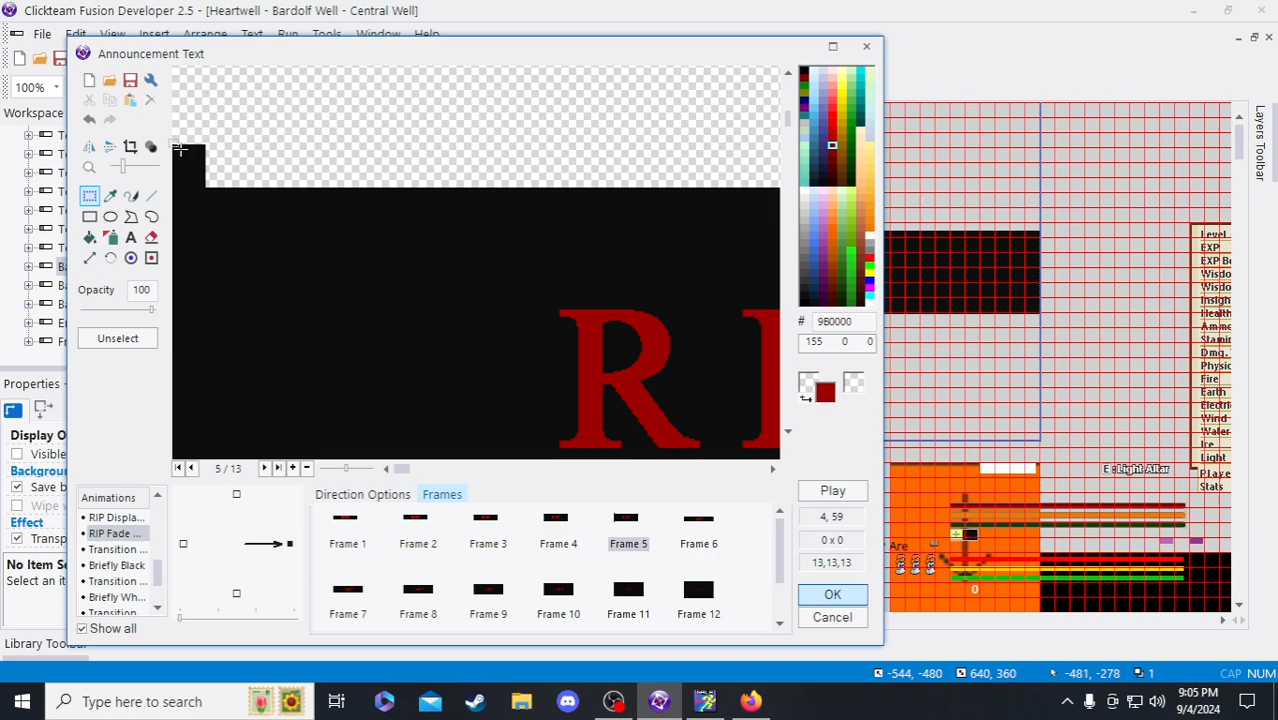 Clickteam Fusion Developer 2.5 - [Heartwell - Bardolf Well - Central Well]
File Edit View Insert Arrange Text Run Tools Window Help
Announcement Text
100%
Workspace
Opacity 100
Unselect
# 9B0000
155 0 0
R
5 / 13
Properties
Display O
Visible
Background
Save b
Wipe w
Effect
Transp
No Item Se
Select an it
Library Toolbar
Animations
RIP Displa...
RIP Fade ...
Transition ...
Briefly Black
Transition ...
Briefly Wh...
Transition ...
Show all
Direction Options Frames
Frame 1 Frame 2 Frame 3 Frame 4 Frame 5 Frame 6
Frame 7 Frame 8 Frame 9 Frame 10 Frame 11 Frame 12
Play
4, 59
0 x 0
13,13,13
OK
Cancel
Library Toolbar
Level
EXP
EXP Be
Wisdo
Wisdo
Insigh
Health
Ammo
Stamin
Dmg.
Physic
Fire
Earth
Electri
Wind
Water
Ice
Light
Playe
Stats
E : Light Altar
Are
0
-544, -480 640, 360 -481, -278 1 CAP NUM
Type here to search
9:05 PM
9/4/2024